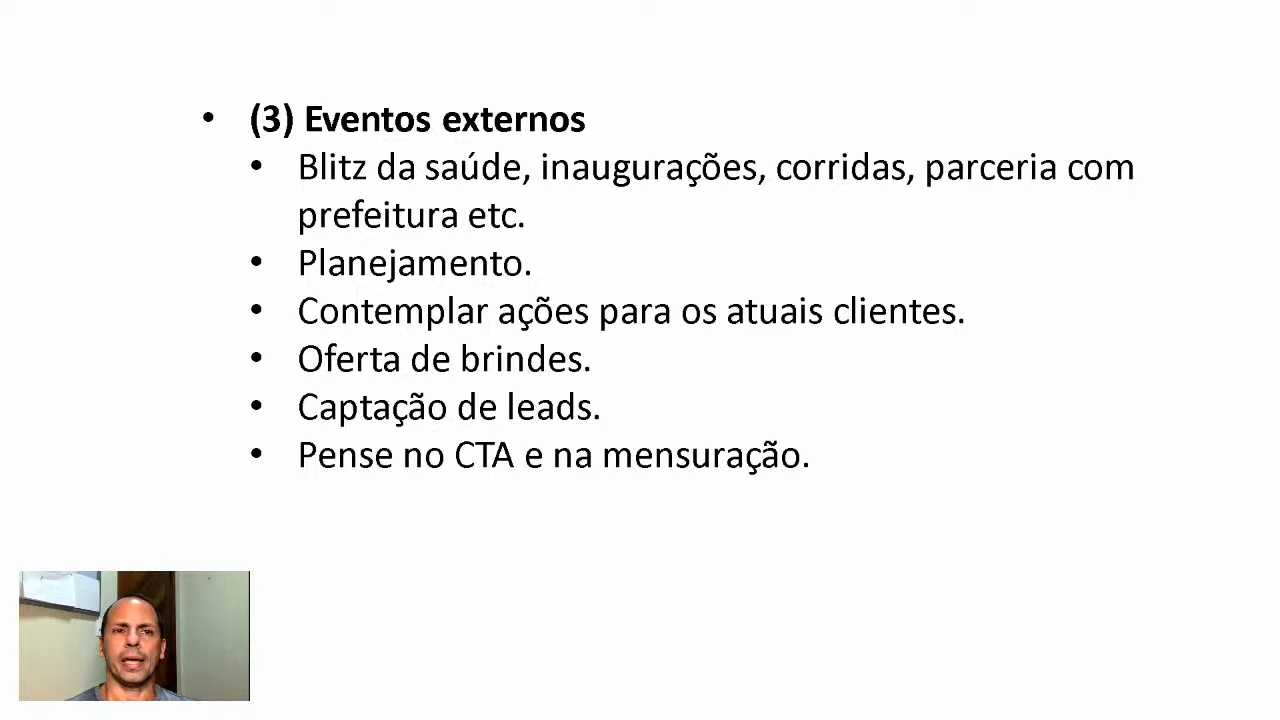 • (3) Eventos externos
• Blitz da saúde, inaugurações, corridas, parceria com
prefeitura etc.
• Planejamento.
• Contemplar ações para os atuais clientes.
• Oferta de brindes.
• Captação de leads.
• Pense no CTA e na mensuração.